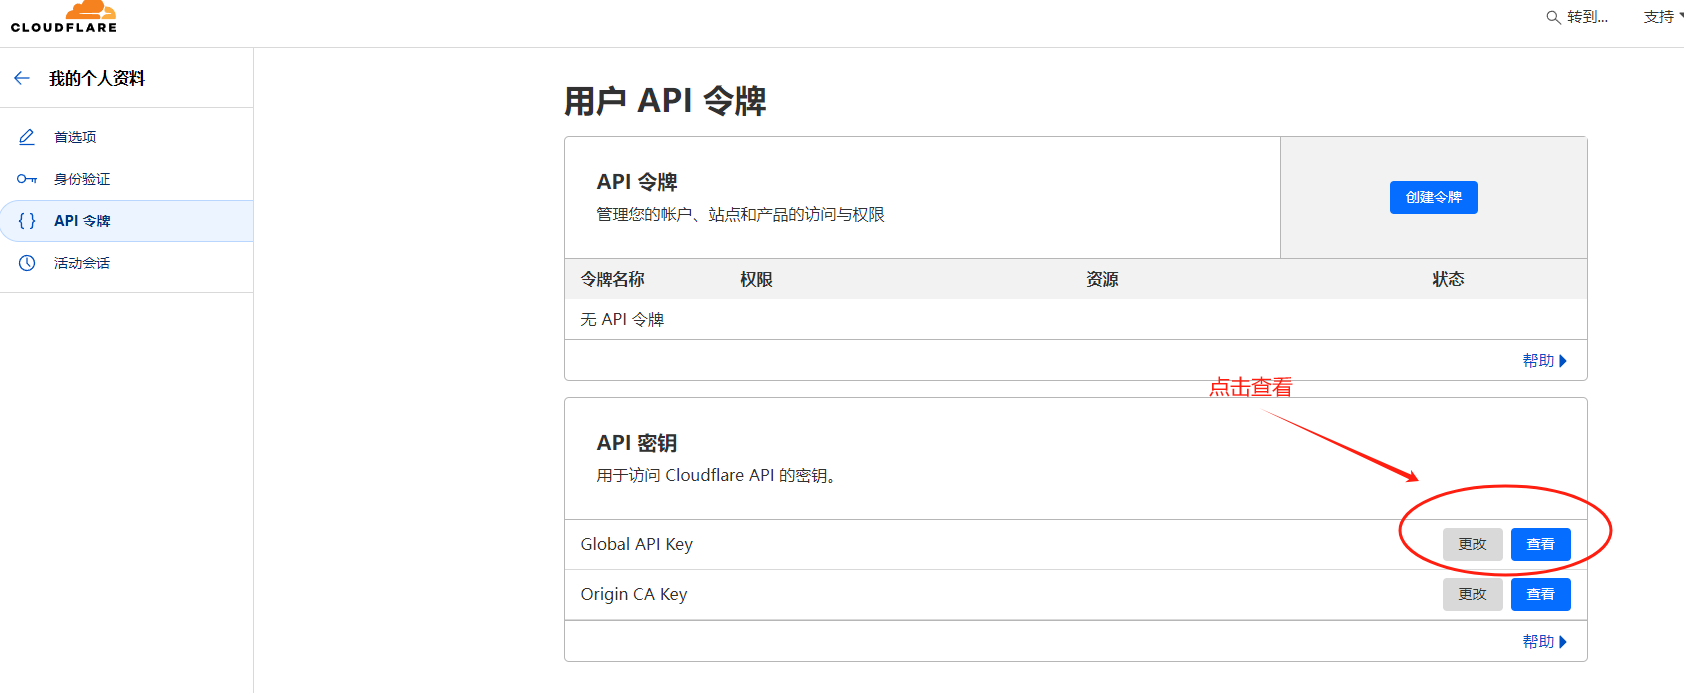 CLOUDFLARE
转到...
支持
我的个人资料
首选项
身份验证
API 令牌
活动会话
用户 API 令牌
API 令牌
管理您的帐户、站点和产品的访问与权限
创建令牌
令牌名称 权限 资源 状态
无 API 令牌
帮助
点击查看
API 密钥
用于访问 Cloudflare API 的密钥。
Global API Key 更改 查看
Origin CA Key 更改 查看
帮助